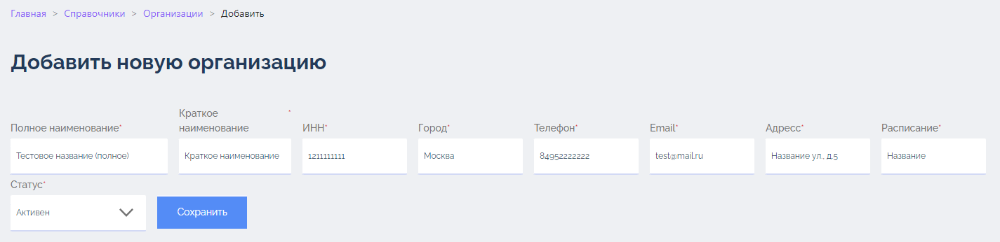 Главная > Справочники > Организации > Добавить
Добавить новую организацию
Полное наименование*
Краткое наименование *
ИНН*
Город*
Телефон*
Email*
Адресс*
Расписание*
Тестовое название (полное)
Краткое наименование
1211111111
Москва
84952222222
test@mail.ru
Название ул., д.5
Название
Статус*
Активен
Сохранить